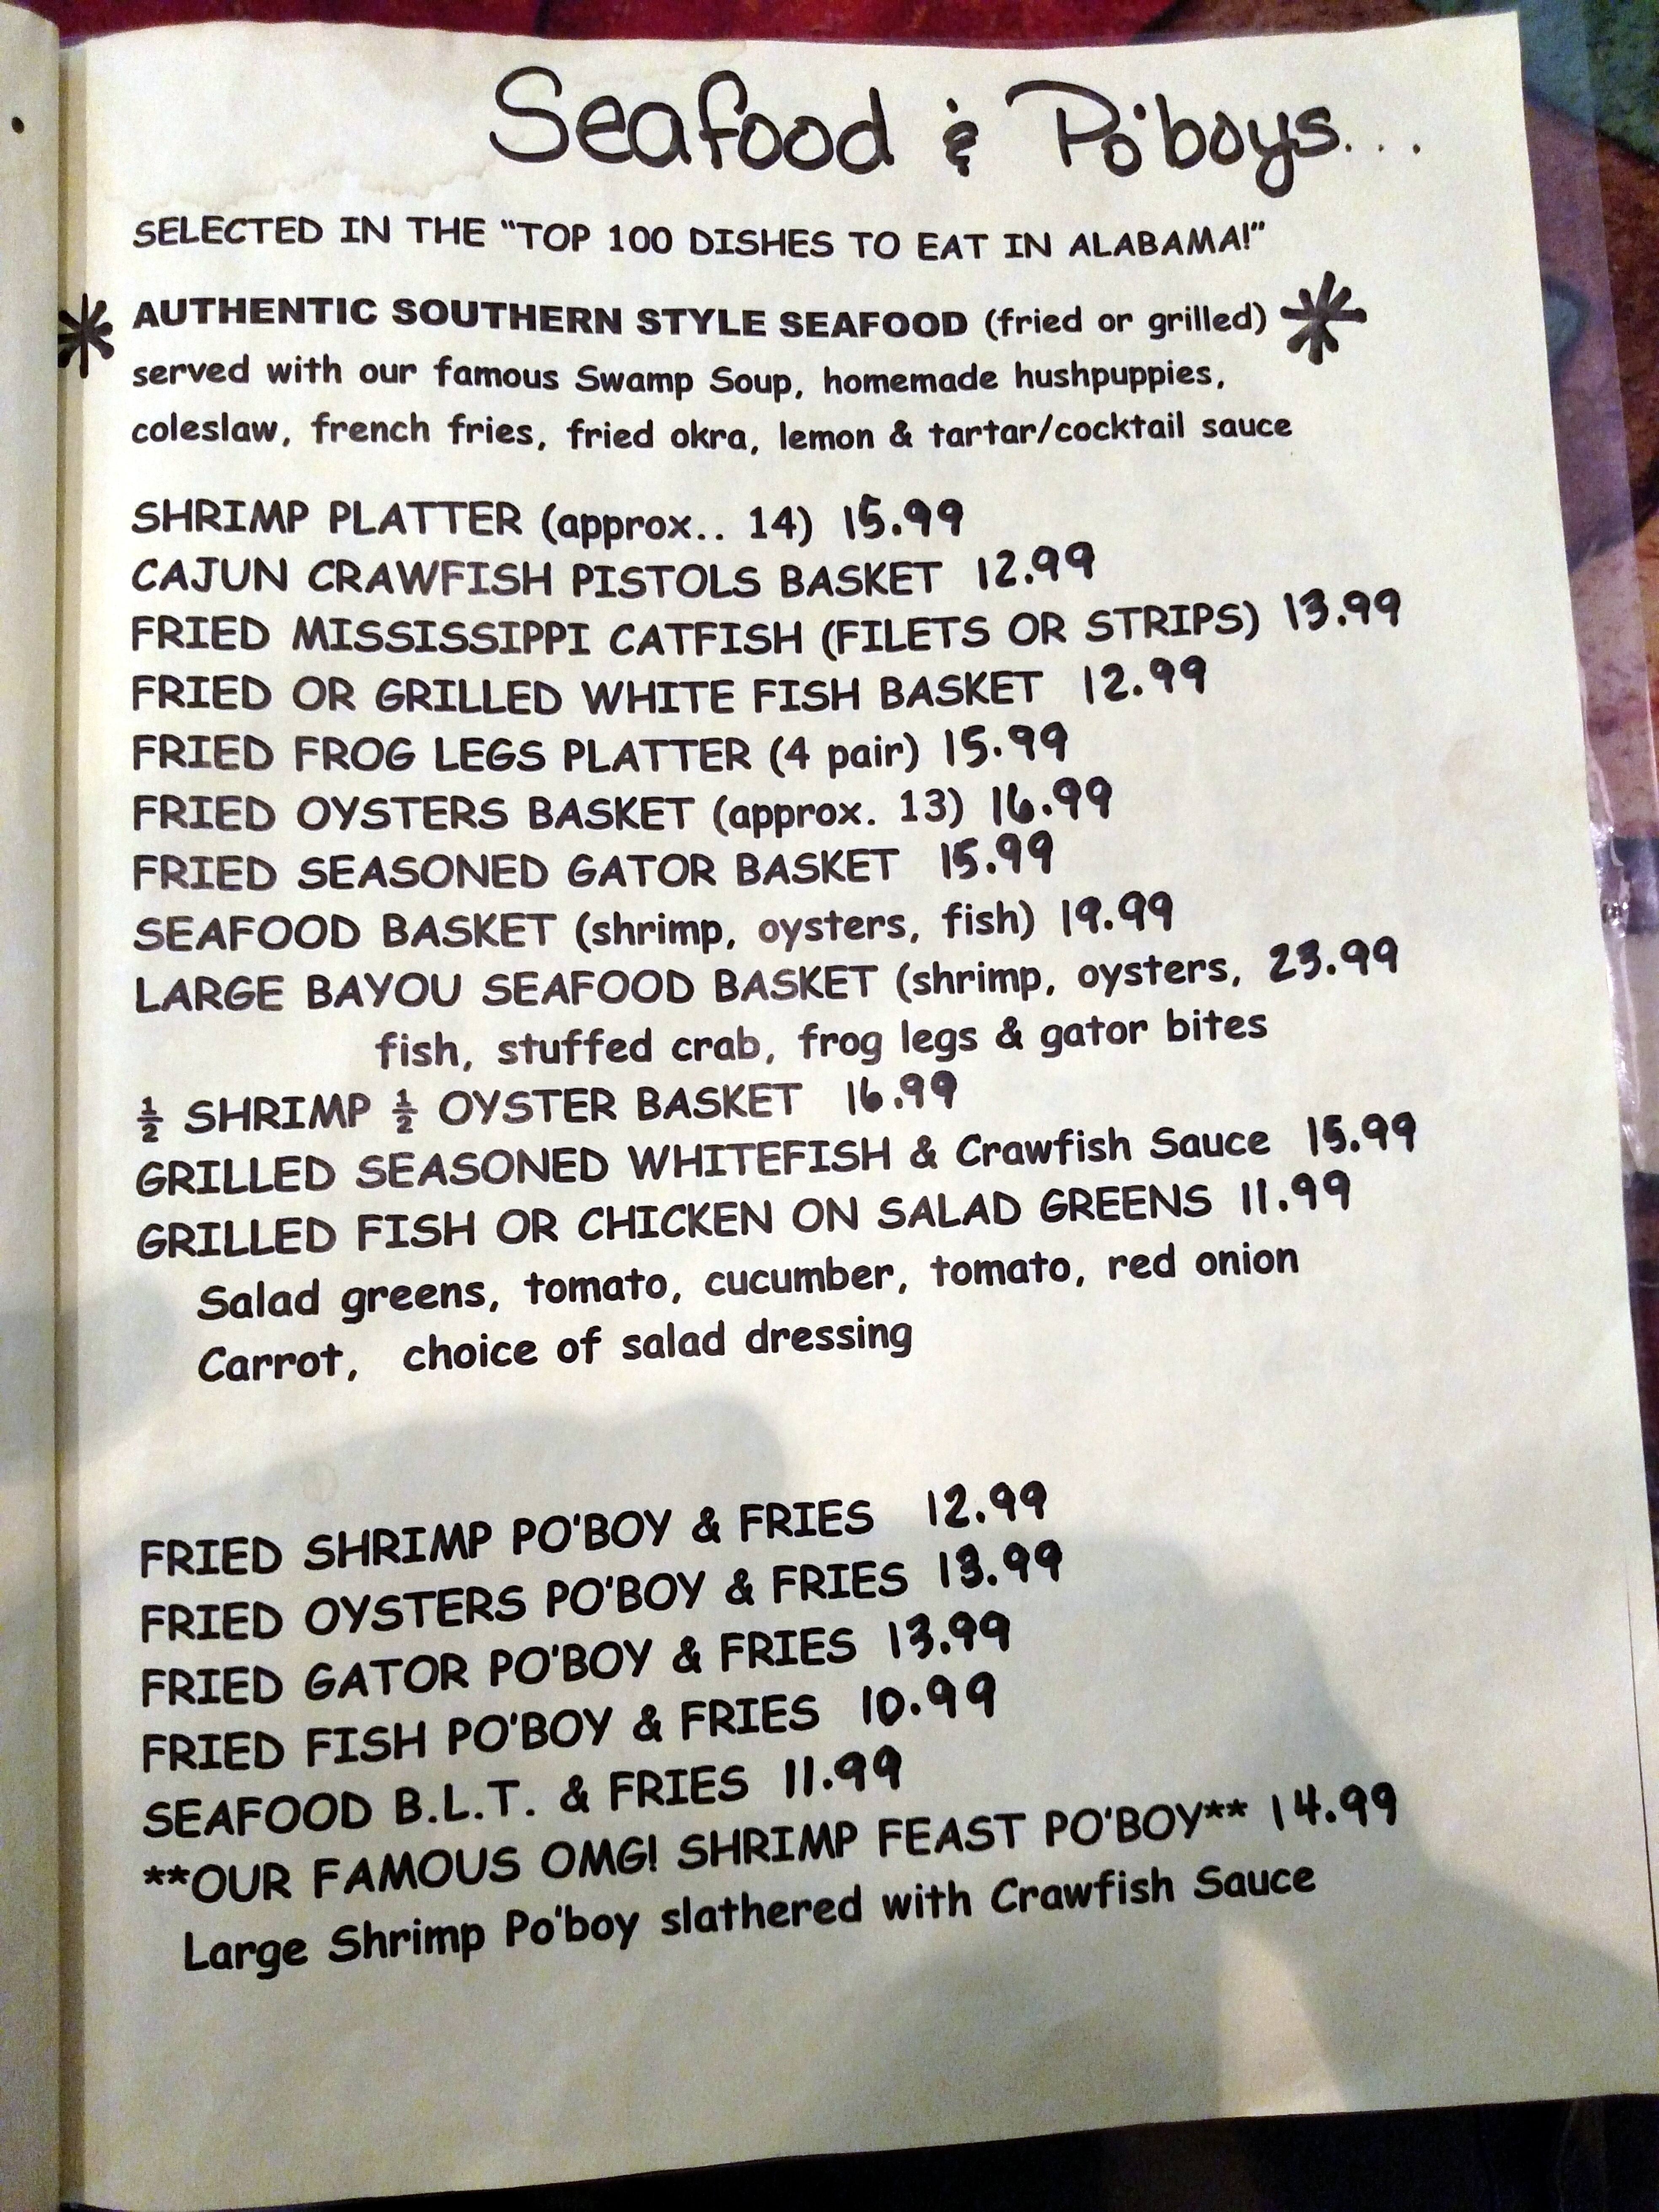 Seafood & Po'boys...
SELECTED IN THE “TOP 100 DISHES TO EAT IN ALABAMA!”
* AUTHENTIC SOUTHERN STYLE SEAFOOD (fried or grilled) *
served with our famous Swamp Soup, homemade hushpuppies,
coleslaw, french fries, fried okra, lemon & tartar/cocktail sauce
SHRIMP PLATTER (approx.. 14) 15.99
CAJUN CRAWFISH PISTOLS BASKET 12.99
FRIED MISSISSIPPI CATFISH (FILETS OR STRIPS) 13.99
FRIED OR GRILLED WHITE FISH BASKET 12.99
FRIED FROG LEGS PLATTER (4 pair) 15.99
FRIED OYSTERS BASKET (approx. 13) 16.99
FRIED SEASONED GATOR BASKET 15.99
SEAFOOD BASKET (shrimp, oysters, fish) 19.99
LARGE BAYOU SEAFOOD BASKET (shrimp, oysters, 23.99
fish, stuffed crab, frog legs & gator bites
½ SHRIMP ½ OYSTER BASKET 16.99
GRILLED SEASONED WHITEFISH & Crawfish Sauce 15.99
GRILLED FISH OR CHICKEN ON SALAD GREENS 11.99
Salad greens, tomato, cucumber, tomato, red onion
Carrot, choice of salad dressing
FRIED SHRIMP PO'BOY & FRIES 12.99
FRIED OYSTERS PO'BOY & FRIES 13.99
FRIED GATOR PO'BOY & FRIES 13.99
FRIED FISH PO'BOY & FRIES 10.99
SEAFOOD B.L.T. & FRIES 11.99
**OUR FAMOUS OMG! SHRIMP FEAST PO'BOY** 14.99
Large Shrimp Po'boy slathered with Crawfish Sauce